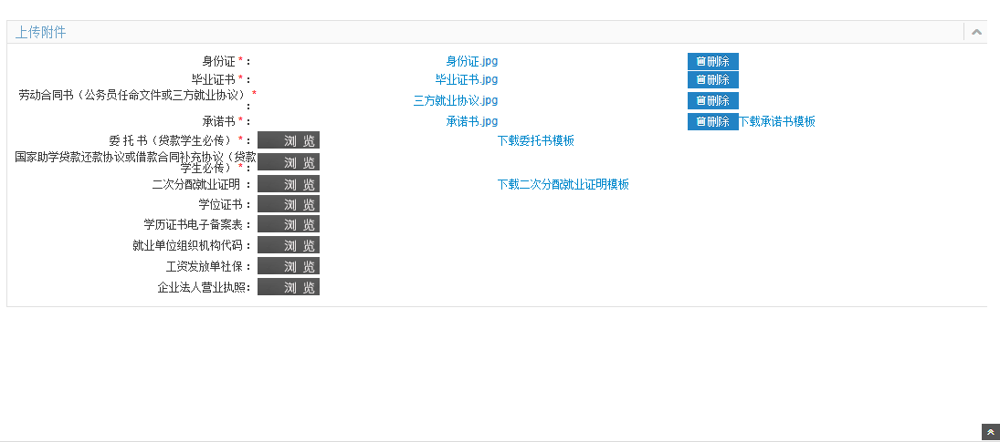 上传附件
身份证 * ： 身份证.jpg 删除
毕业证书 * ： 毕业证书.jpg 删除
劳动合同书（公务员任命文件或三方就业协议） *
： 三方就业协议.jpg 删除
承诺书 * ： 承诺书.jpg 删除 下载承诺书模板
委 托 书（贷款学生必传） * ： 浏 览 下载委托书模板
国家助学贷款还款协议或借款合同补充协议（贷款
学生必传） * ： 浏 览
二次分配就业证明 ： 浏 览 下载二次分配就业证明模板
学位证书 ： 浏 览
学历证书电子备案表 ： 浏 览
就业单位组织机构代码 ： 浏 览
工资发放单社保 ： 浏 览
企业法人营业执照： 浏 览